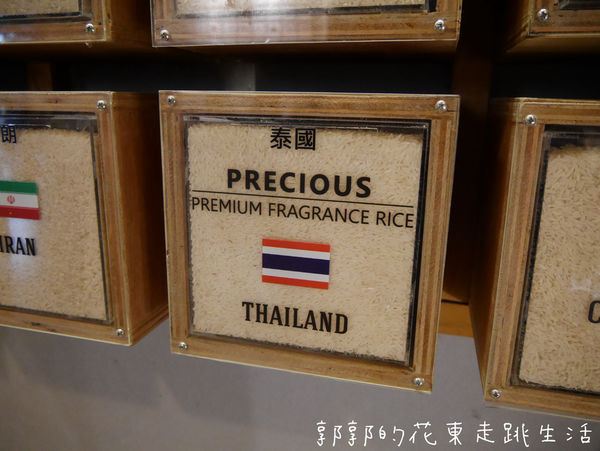 泰國
PRECIOUS
PREMIUM FRAGRANCE RICE
THAILAND
朗
IRAN
C
郭郭的花東走跳生活